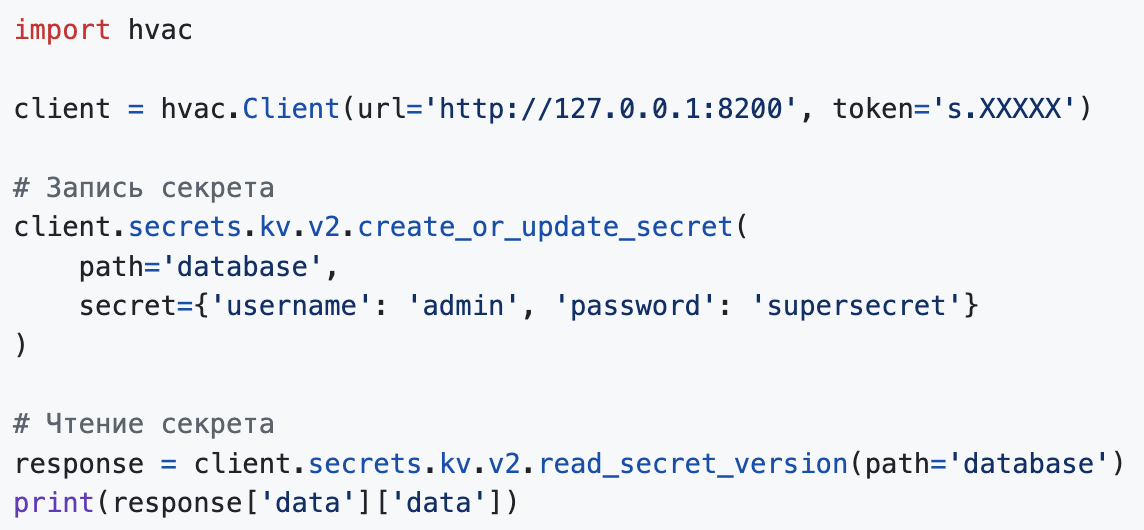 import hvac

client = hvac.Client(url='http://127.0.0.1:8200', token='s.XXXXX')

# Запись секрета
client.secrets.kv.v2.create_or_update_secret(
    path='database',
    secret={'username': 'admin', 'password': 'supersecret'}
)

# Чтение секрета
response = client.secrets.kv.v2.read_secret_version(path='database')
print(response['data']['data'])